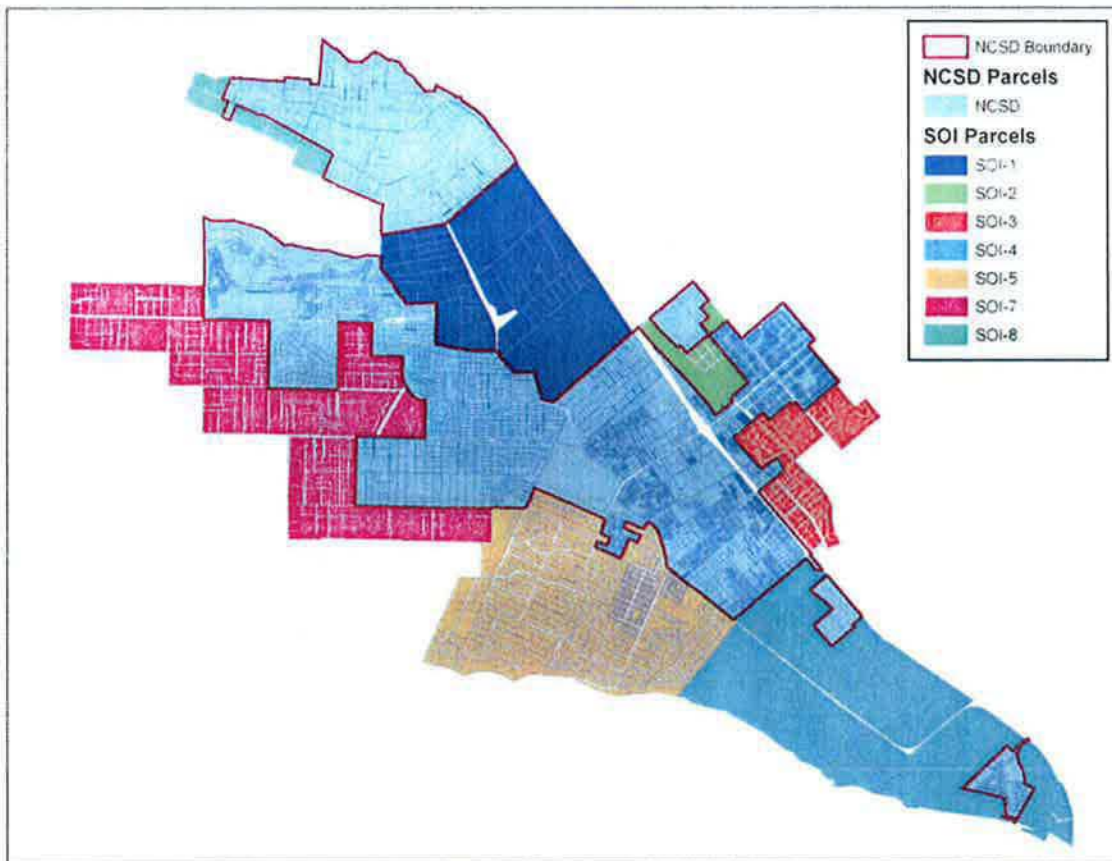 NCSD Boundary
NCSD Parcels
NCSD
SOI Parcels
SOI-1
SOI-2
SOI-3
SOI-4
SOI-5
SOI-7
SOI-8